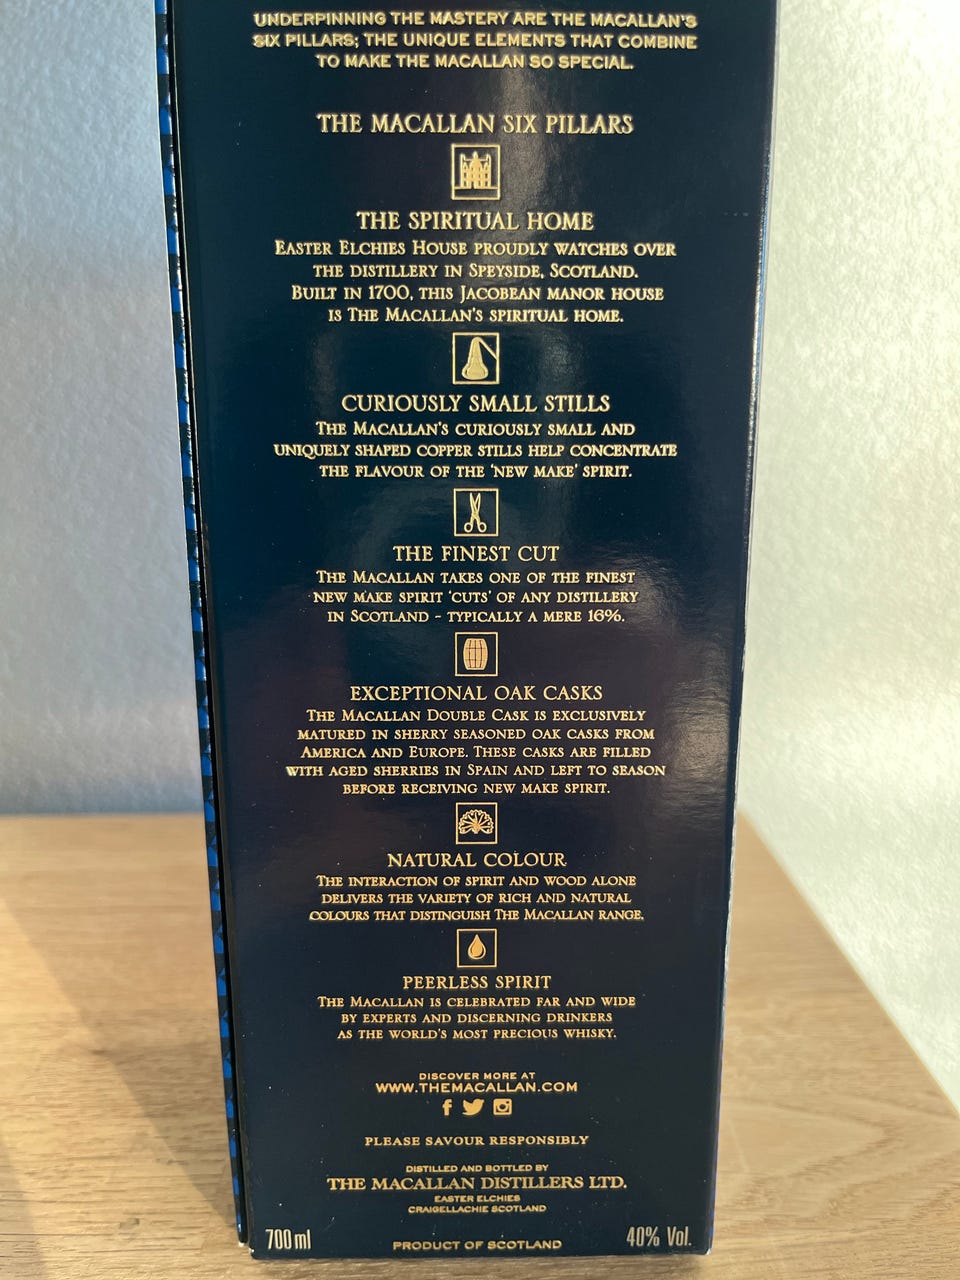 UNDERPINNING THE MASTERY ARE THE MACALLAN'S
SIX PILLARS; THE UNIQUE ELEMENTS THAT COMBINE
TO MAKE THE MACALLAN SO SPECIAL.
THE MACALLAN SIX PILLARS
THE SPIRITUAL HOME
EASTER ELCHIES HOUSE PROUDLY WATCHES OVER
THE DISTILLERY IN SPEYSIDE, SCOTLAND.
BUILT IN 1700, THIS JACOBEAN MANOR HOUSE
IS THE MACALLAN'S SPIRITUAL HOME.
CURIOUSLY SMALL STILLS
THE MACALLAN'S CURIOUSLY SMALL AND
UNIQUELY SHAPED COPPER STILLS HELP CONCENTRATE
THE FLAVOUR OF THE 'NEW MAKE' SPIRIT.
THE FINEST CUT
THE MACALLAN TAKES ONE OF THE FINEST
NEW MAKE SPIRIT 'CUTS' OF ANY DISTILLERY
IN SCOTLAND - TYPICALLY A MERE 16%.
EXCEPTIONAL OAK CASKS
THE MACALLAN DOUBLE CASK IS EXCLUSIVELY
MATURED IN SHERRY SEASONED OAK CASKS FROM
AMERICA AND EUROPE. THESE CASKS ARE FILLED
WITH AGED SHERRIES IN SPAIN AND LEFT TO SEASON
BEFORE RECEIVING NEW MAKE SPIRIT.
NATURAL COLOUR
THE INTERACTION OF SPIRIT AND WOOD ALONE
DELIVERS THE VARIETY OF RICH AND NATURAL
COLOURS THAT DISTINGUISH THE MACALLAN RANGE.
PEERLESS SPIRIT
THE MACALLAN IS CELEBRATED FAR AND WIDE
BY EXPERTS AND DISCERNING DRINKERS
AS THE WORLD'S MOST PRECIOUS WHISKY.
DISCOVER MORE AT
WWW.THEMACALLAN.COM
PLEASE SAVOUR RESPONSIBLY
DISTILLED AND BOTTLED BY
THE MACALLAN DISTILLERS LTD.
EASTER ELCHIES
CRAIGELLACHIE SCOTLAND
700 ml
PRODUCT OF SCOTLAND
40% Vol.